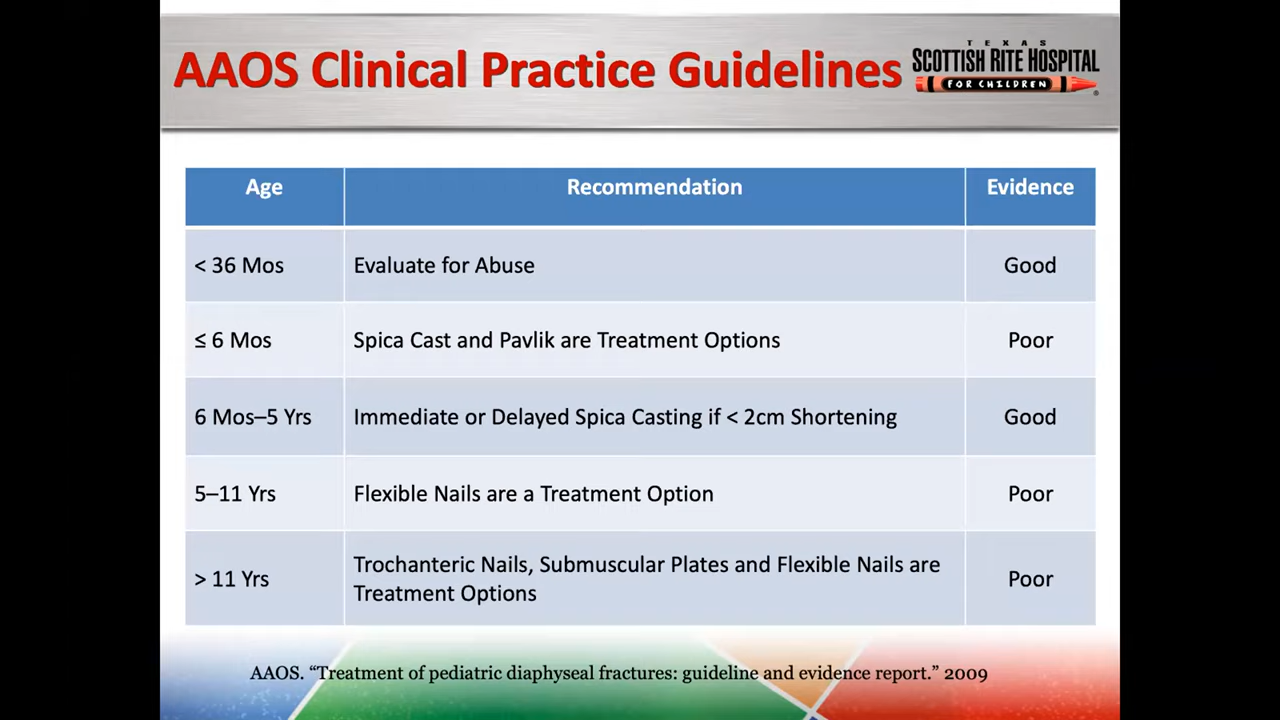 AAOS Clinical Practice Guidelines
TEXAS
SCOTTISH RITE HOSPITAL
FOR CHILDREN
Age Recommendation Evidence
< 36 Mos Evaluate for Abuse Good
≤ 6 Mos Spica Cast and Pavlik are Treatment Options Poor
6 Mos–5 Yrs Immediate or Delayed Spica Casting if < 2cm Shortening Good
5–11 Yrs Flexible Nails are a Treatment Option Poor
> 11 Yrs Trochanteric Nails, Submuscular Plates and Flexible Nails are
Treatment Options Poor
AAOS. “Treatment of pediatric diaphyseal fractures: guideline and evidence report.” 2009